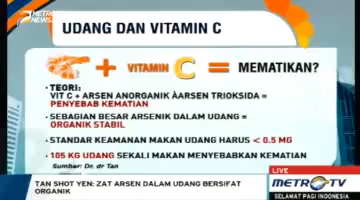 METRO NEWS
UDANG DAN VITAMIN C
MEMATIKAN?
+ VITAMIN C =
• TEORI:
VIT C + ARSEN ANORGANIK ÀARSEN TRIOKSIDA =
PENYEBAB KEMATIAN
• SEBAGIAN BESAR ARSENIK DALAM UDANG =
ORGANIK STABIL
• STANDAR KEAMANAN MAKAN UDANG HARUS < 0.5 MG
• 105 KG UDANG SEKALI MAKAN MENYEBABKAN KEMATIAN
Sumber: Dr. dr Tan
TAN SHOT YEN: ZAT ARSEN DALAM UDANG BERSIFAT
ORGANIK
LIVE
METRO TV
SELAMAT PAGI INDONESIA